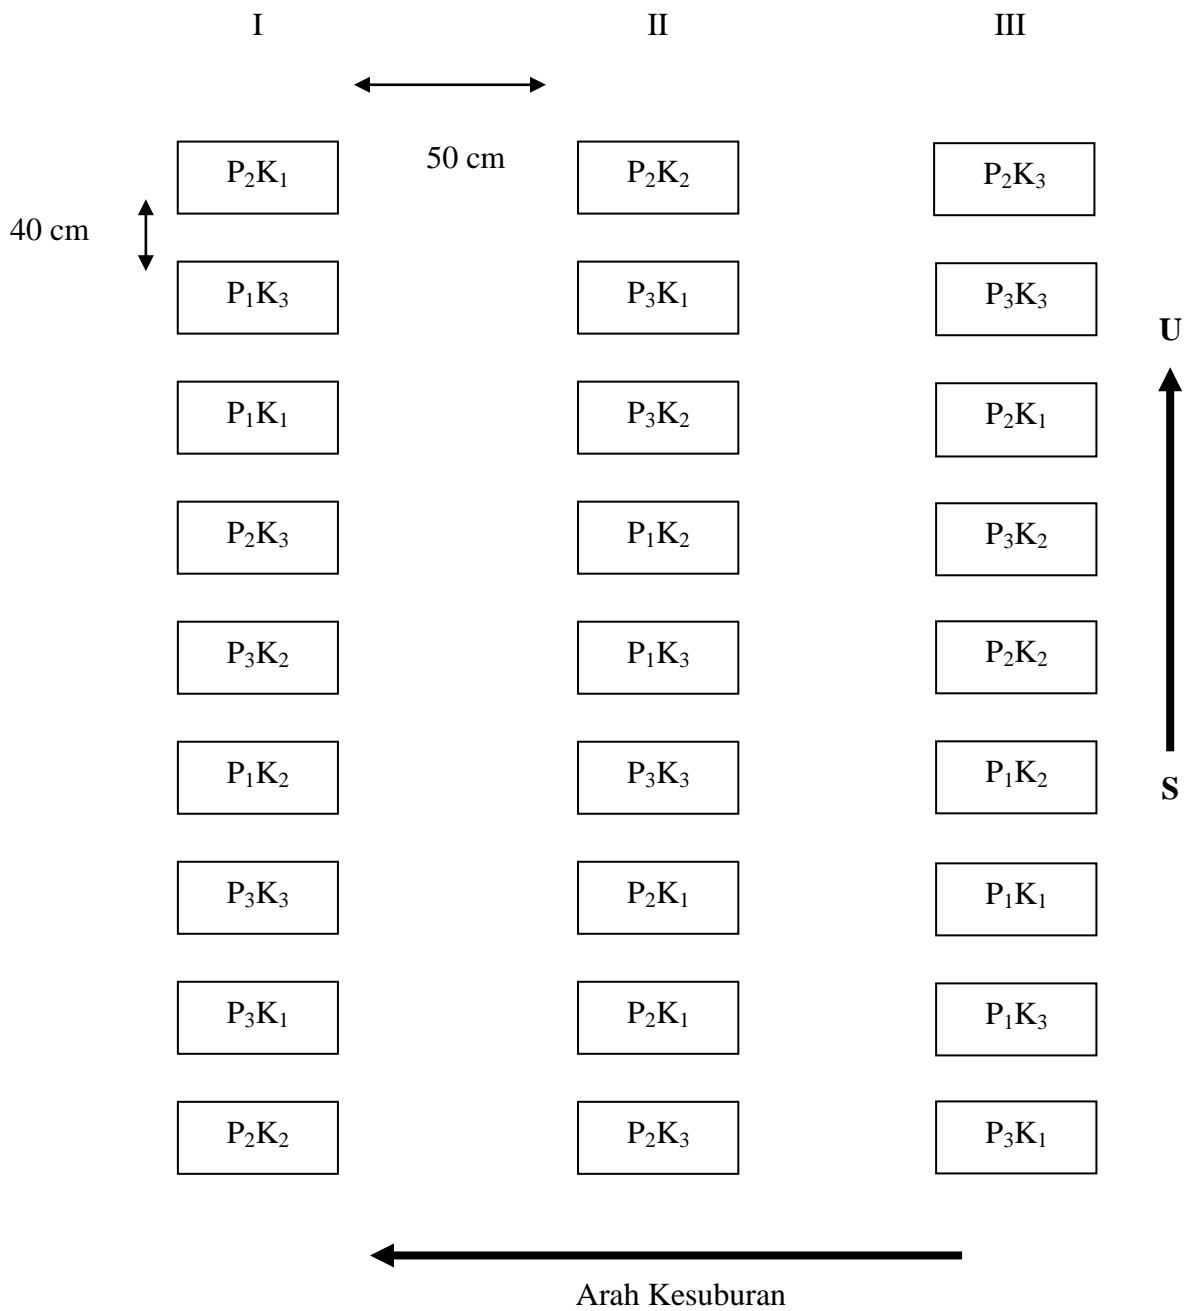 I II III
50 cm
P₂K₁ P₂K₂ P₂K₃
40 cm
P₁K₃ P₃K₁ P₃K₃
U
P₁K₁ P₃K₂ P₂K₁
P₂K₃ P₁K₂ P₃K₂
P₃K₂ P₁K₃ P₂K₂
P₁K₂ P₃K₃ P₁K₂
S
P₃K₃ P₂K₁ P₁K₁
P₃K₁ P₂K₁ P₁K₃
P₂K₂ P₂K₃ P₃K₁
Arah Kesuburan